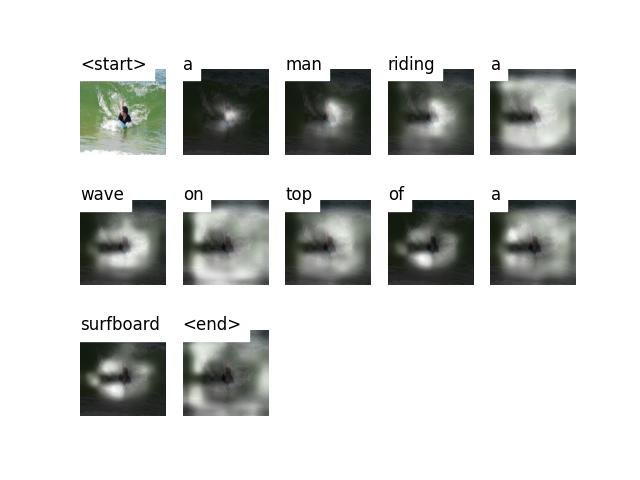 <start> a man riding a
wave on top of a
surfboard <end>